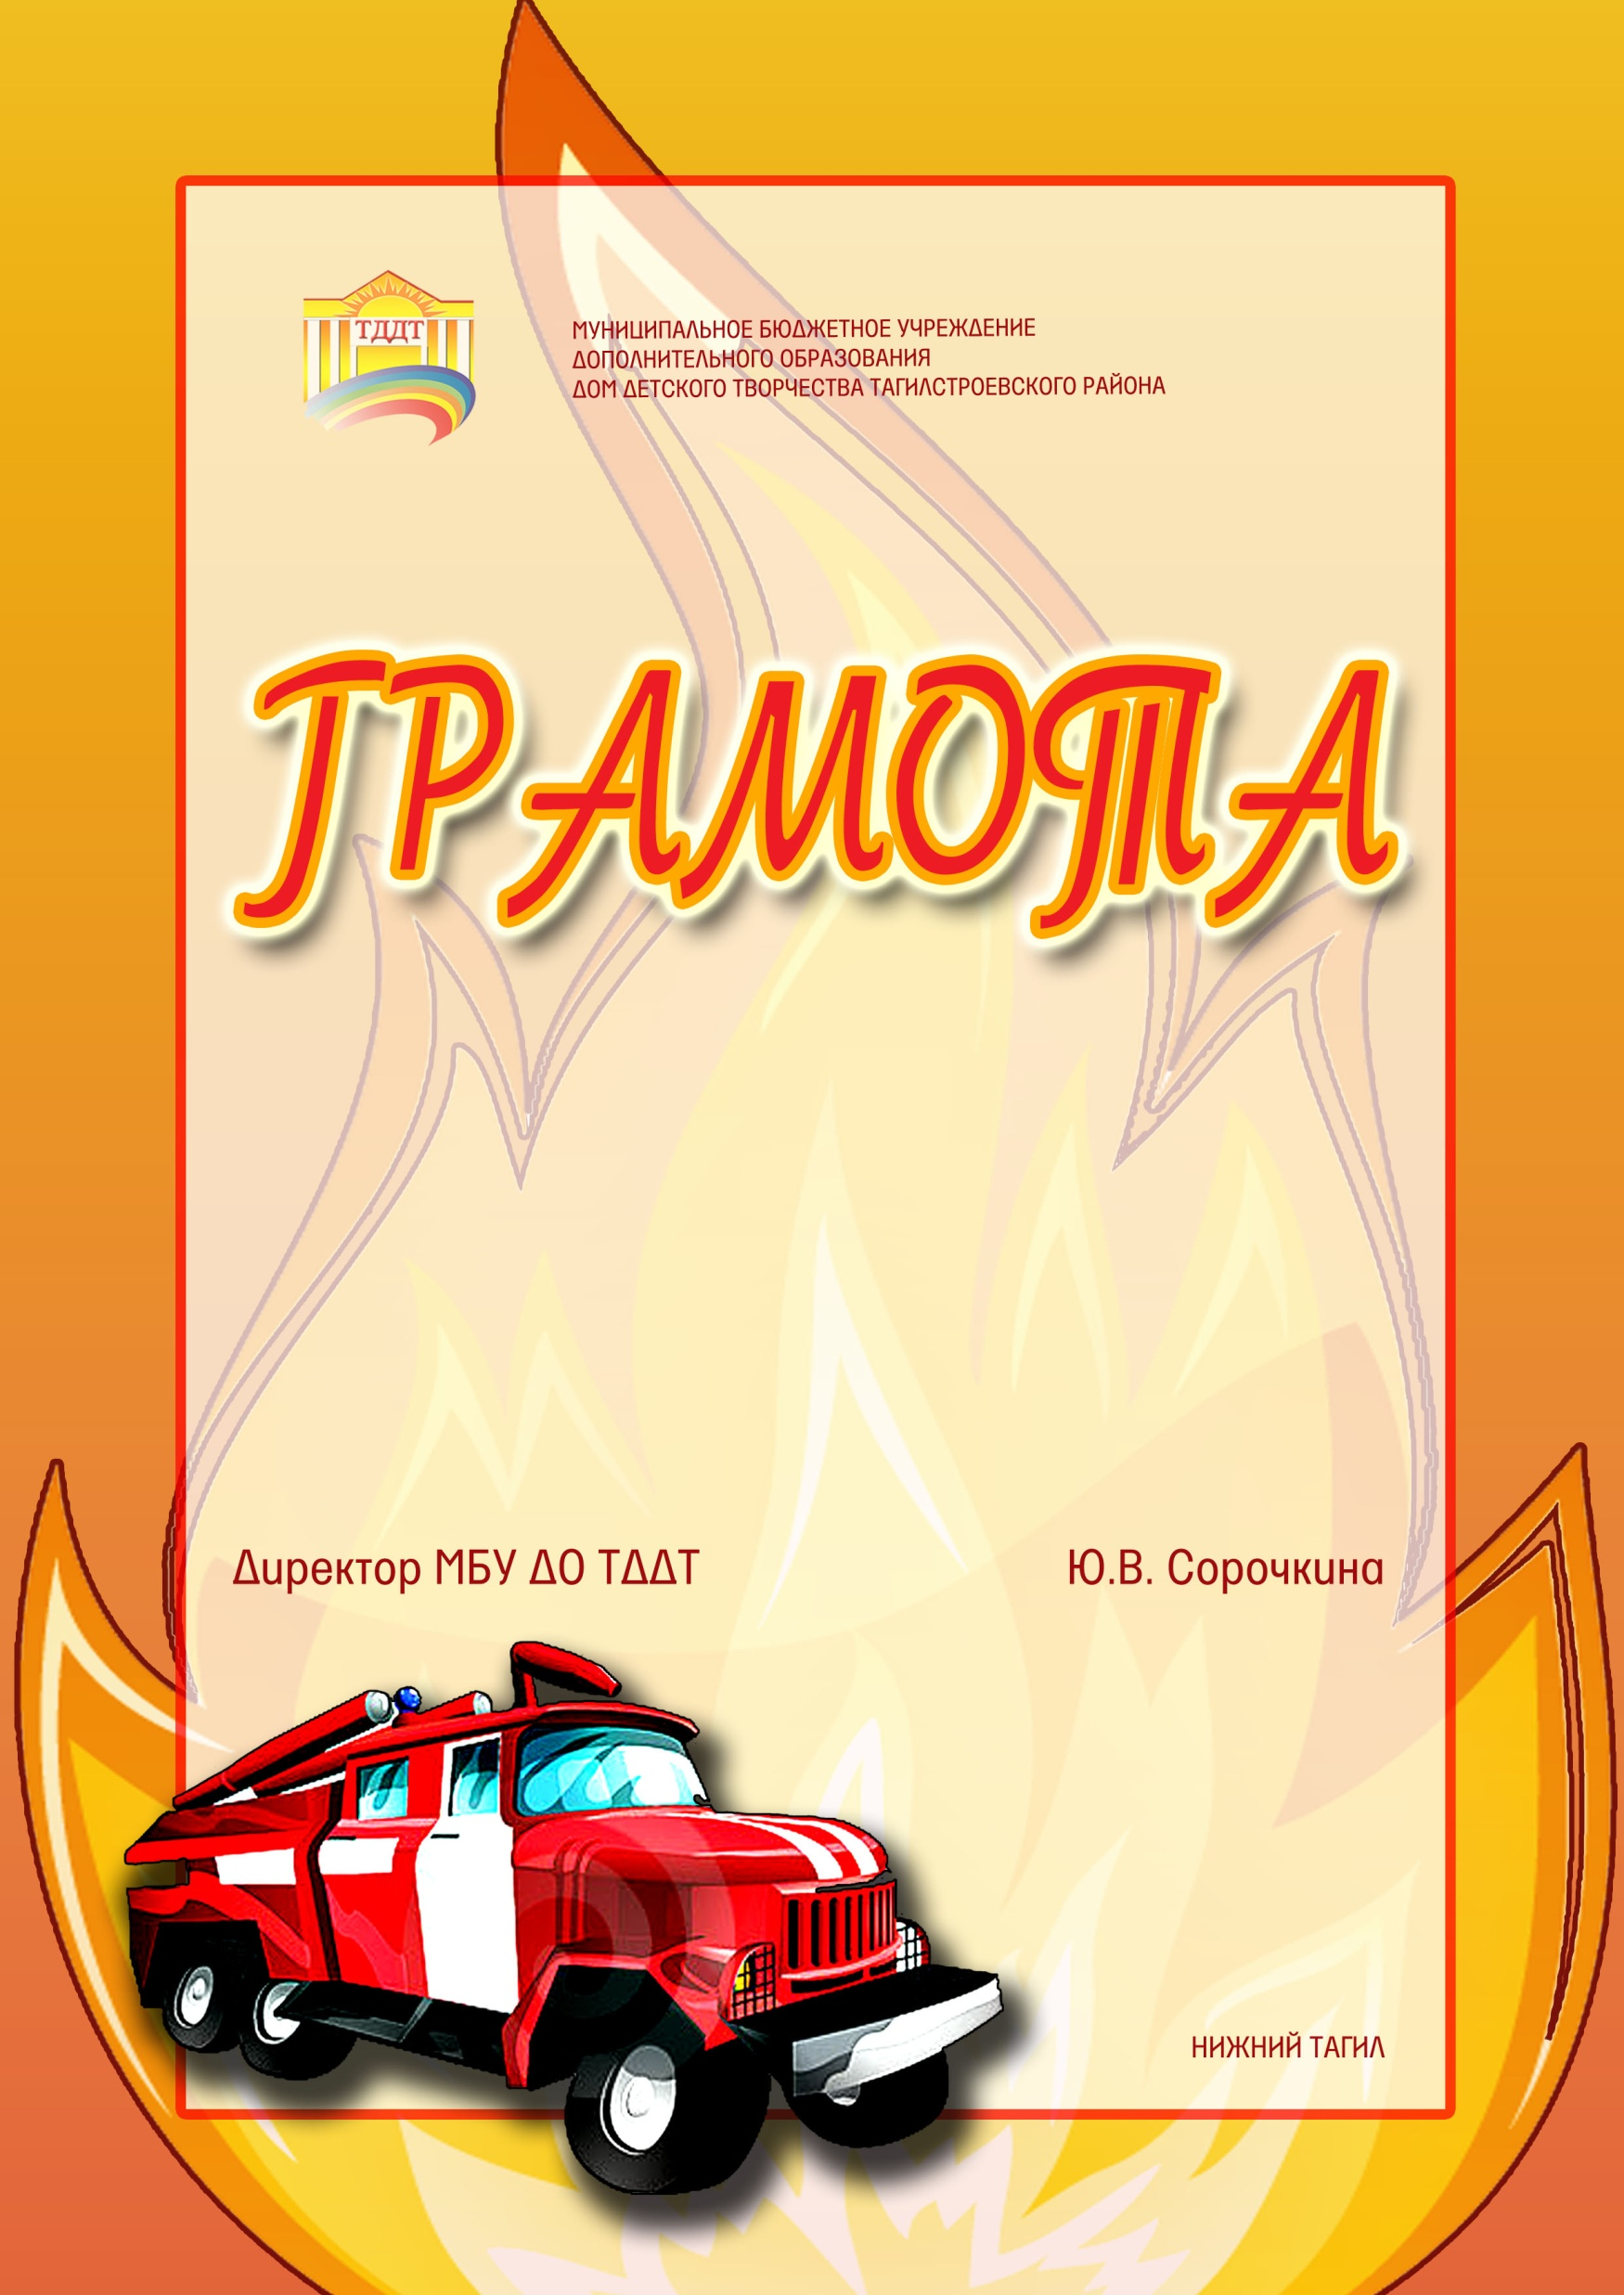 ТДДТ
МУНИЦИПАЛЬНОЕ БЮДЖЕТНОЕ УЧРЕЖДЕНИЕ
ДОПОЛНИТЕЛЬНОГО ОБРАЗОВАНИЯ
ДОМ ДЕТСКОГО ТВОРЧЕСТВА ТАГИЛСТРОЕВСКОГО РАЙОНА
ГРАМОТА
Директор МБУ ДО ТДДТ Ю.В. Сорочкина
НИЖНИЙ ТАГИЛ